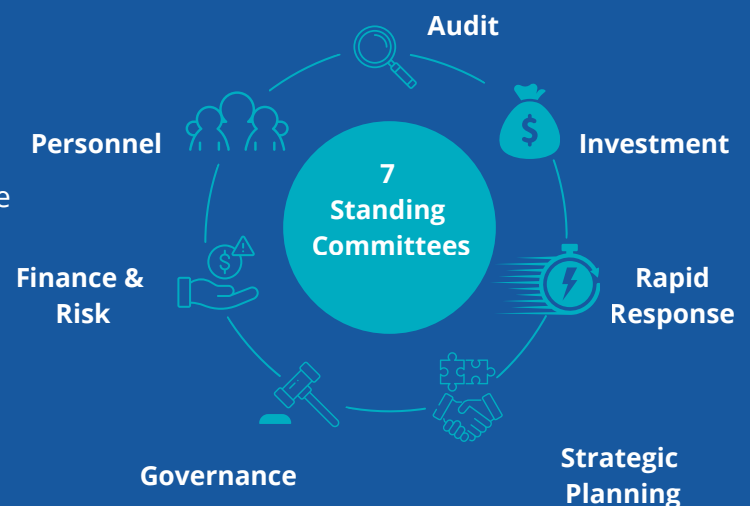 Audit
Personnel
Investment
7
Standing
Committees
e
Finance &
Risk
Rapid
Response
Governance
Strategic
Planning